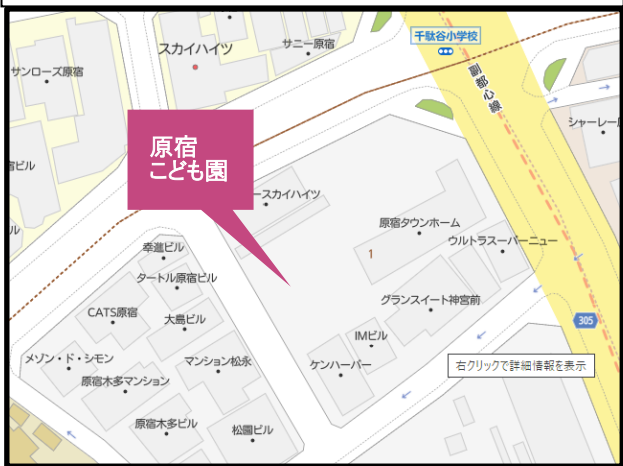 千駄谷小学校
スカイハイツ
サニー原宿
サンローズ原宿
副都心線
シャーレー
原宿
こども園
宿ビル
ースカイハイツ
ル
原宿タウンホーム
ウルトラスーパーニュー
1
幸進ビル
タートル原宿ビル
グランスイート神宮前
CATS原宿
大島ビル
305
IMビル
メゾン・ド・シモン
マンション松永
ケンハーバー
右クリックで詳細情報を表示
原宿木多マンション
原宿木多ビル
松園ビル